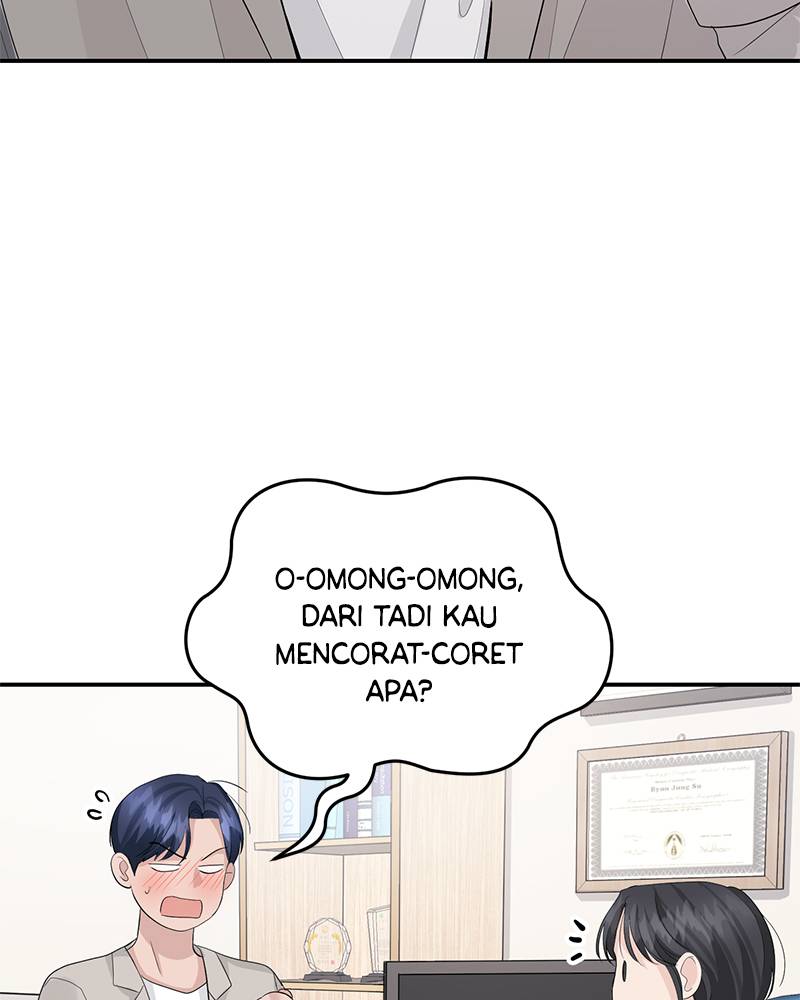 O-OMONG-OMONG,
DARI TADI KAU
MENCORAT-CORET
APA?
Byun Jung Su